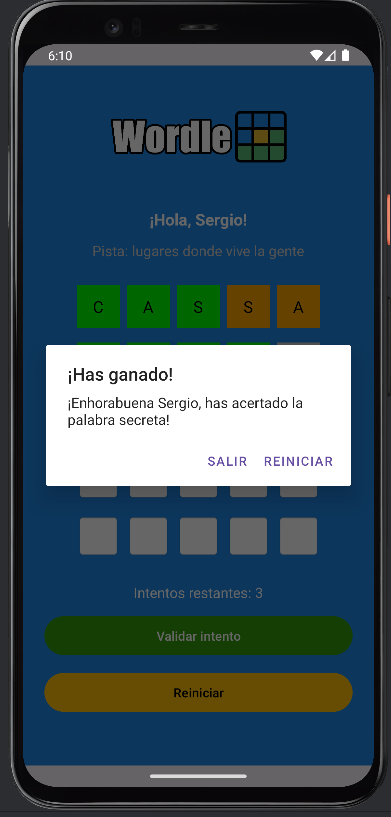 6:10
Wordle
¡Hola, Sergio!
Pista: lugares donde vive la gente
C A S S A
¡Has ganado!
¡Enhorabuena Sergio, has acertado la
palabra secreta!
SALIR REINICIAR
Intentos restantes: 3
Validar intento
Reiniciar